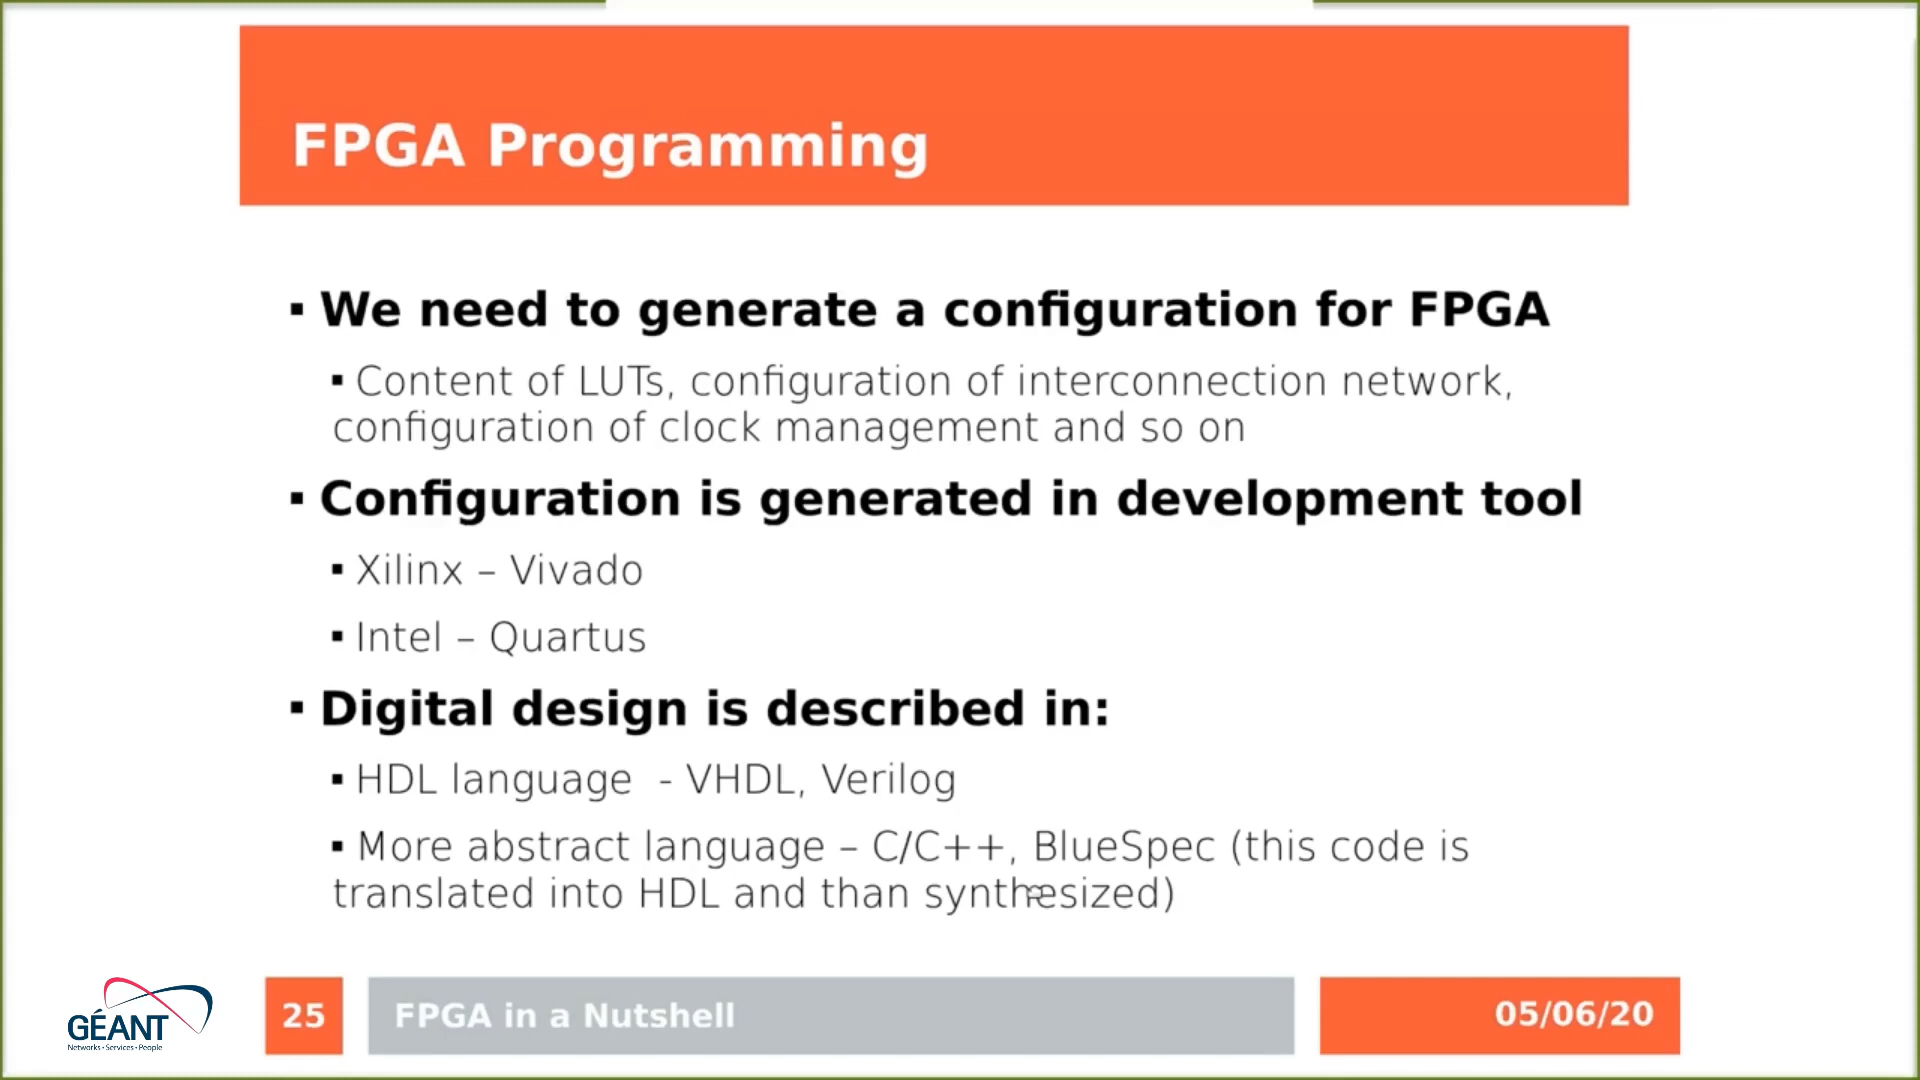 FPGA Programming
▪ We need to generate a configuration for FPGA
▪ Content of LUTs, configuration of interconnection network,
configuration of clock management and so on
▪ Configuration is generated in development tool
▪ Xilinx – Vivado
▪ Intel – Quartus
▪ Digital design is described in:
▪ HDL language  - VHDL, Verilog
▪ More abstract language – C/C++, BlueSpec (this code is
translated into HDL and than synthesized)
GÉANT
Networks · Services · People
25
FPGA in a Nutshell
05/06/20